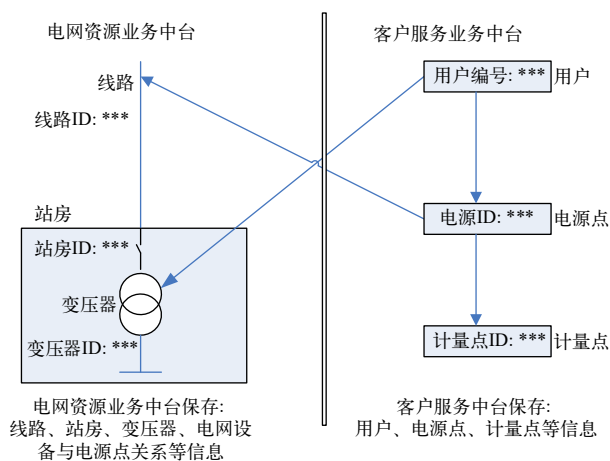 电网资源业务中台
客户服务业务中台
线路
线路ID: ***
用户编号: ***
用户
站房
站房ID: ***
变压器
变压器ID: ***
电源ID: ***
电源点
计量点ID: ***
计量点
电网资源业务中台保存:
线路、站房、变压器、电网设
备与电源点关系等信息
客户服务中台保存:
用户、电源点、计量点等信息